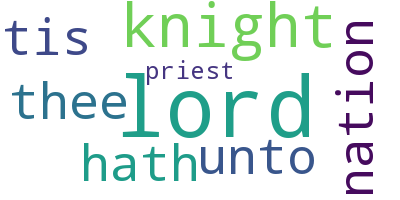 knight
tis
priest
thee
lord
nation
hath
unto